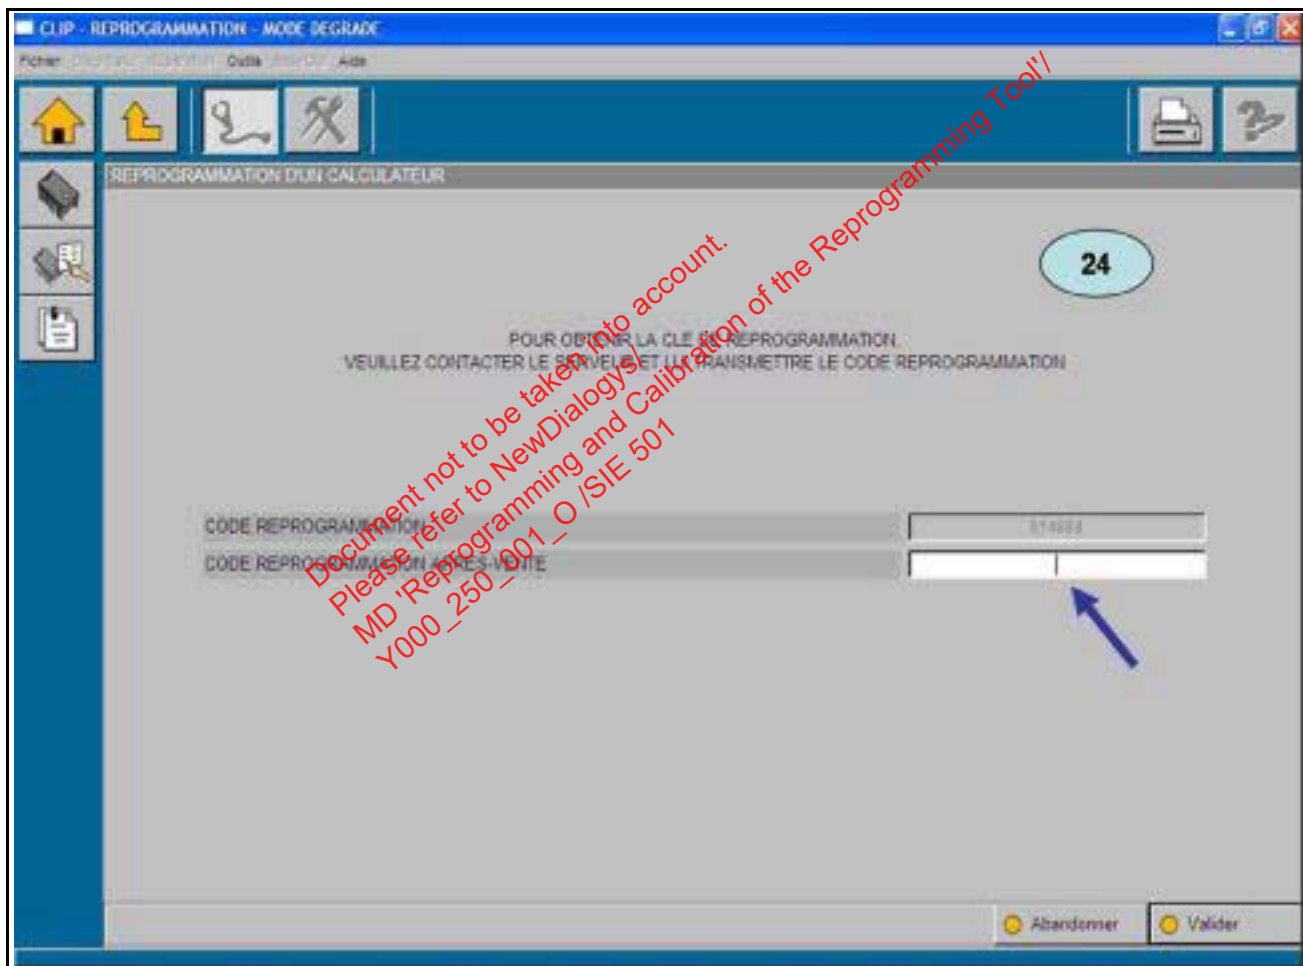 CLIP - REPROGRAMMATION - MODE DEGRADE
Fichier Outils Aide
REPROGRAMMATION D'UN CALCULATEUR
24
POUR OBTENIR LA CLE DE REPROGRAMMATION,
VEUILLEZ CONTACTER LE SERVEUR ET LUI TRANSMETTRE LE CODE REPROGRAMMATION
CODE REPROGRAMMATION
CODE REPROGRAMMATION APRES-VENTE
Document not to be taken into account.
Please refer to NewDialogys/
MD 'Reprogramming and Calibration of the Reprogramming Tool'/
Y000_250_001_O /SIE 501
Abandonner Valider